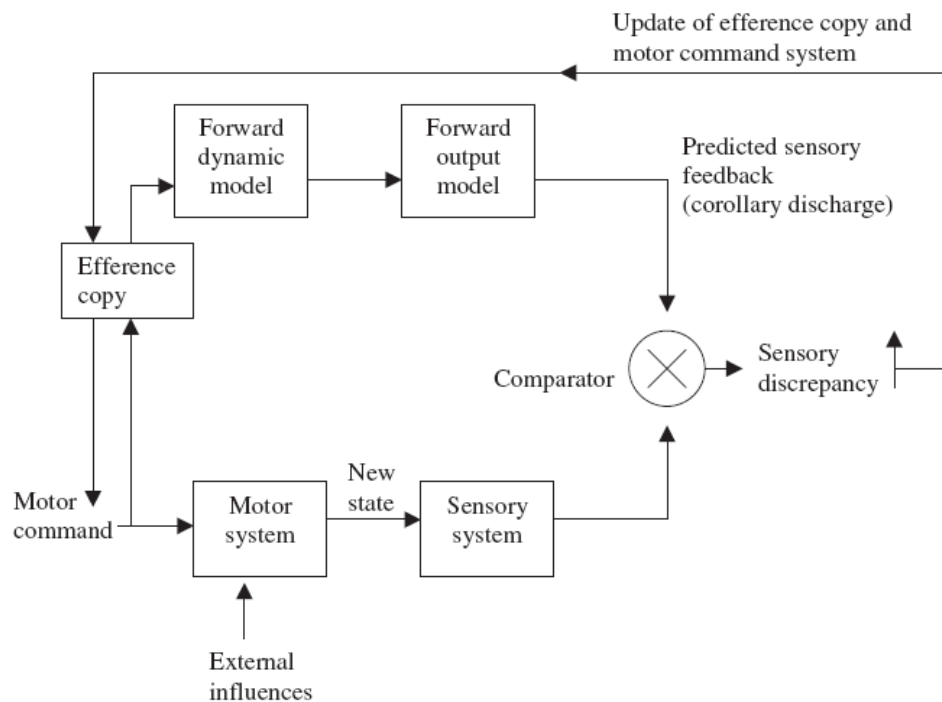 Update of efference copy and
motor command system
Forward
dynamic
model
Forward
output
model
Predicted sensory
feedback
(corollary discharge)
Efference
copy
Comparator
Sensory
discrepancy
Motor
command
Motor
system
New
state
Sensory
system
External
influences